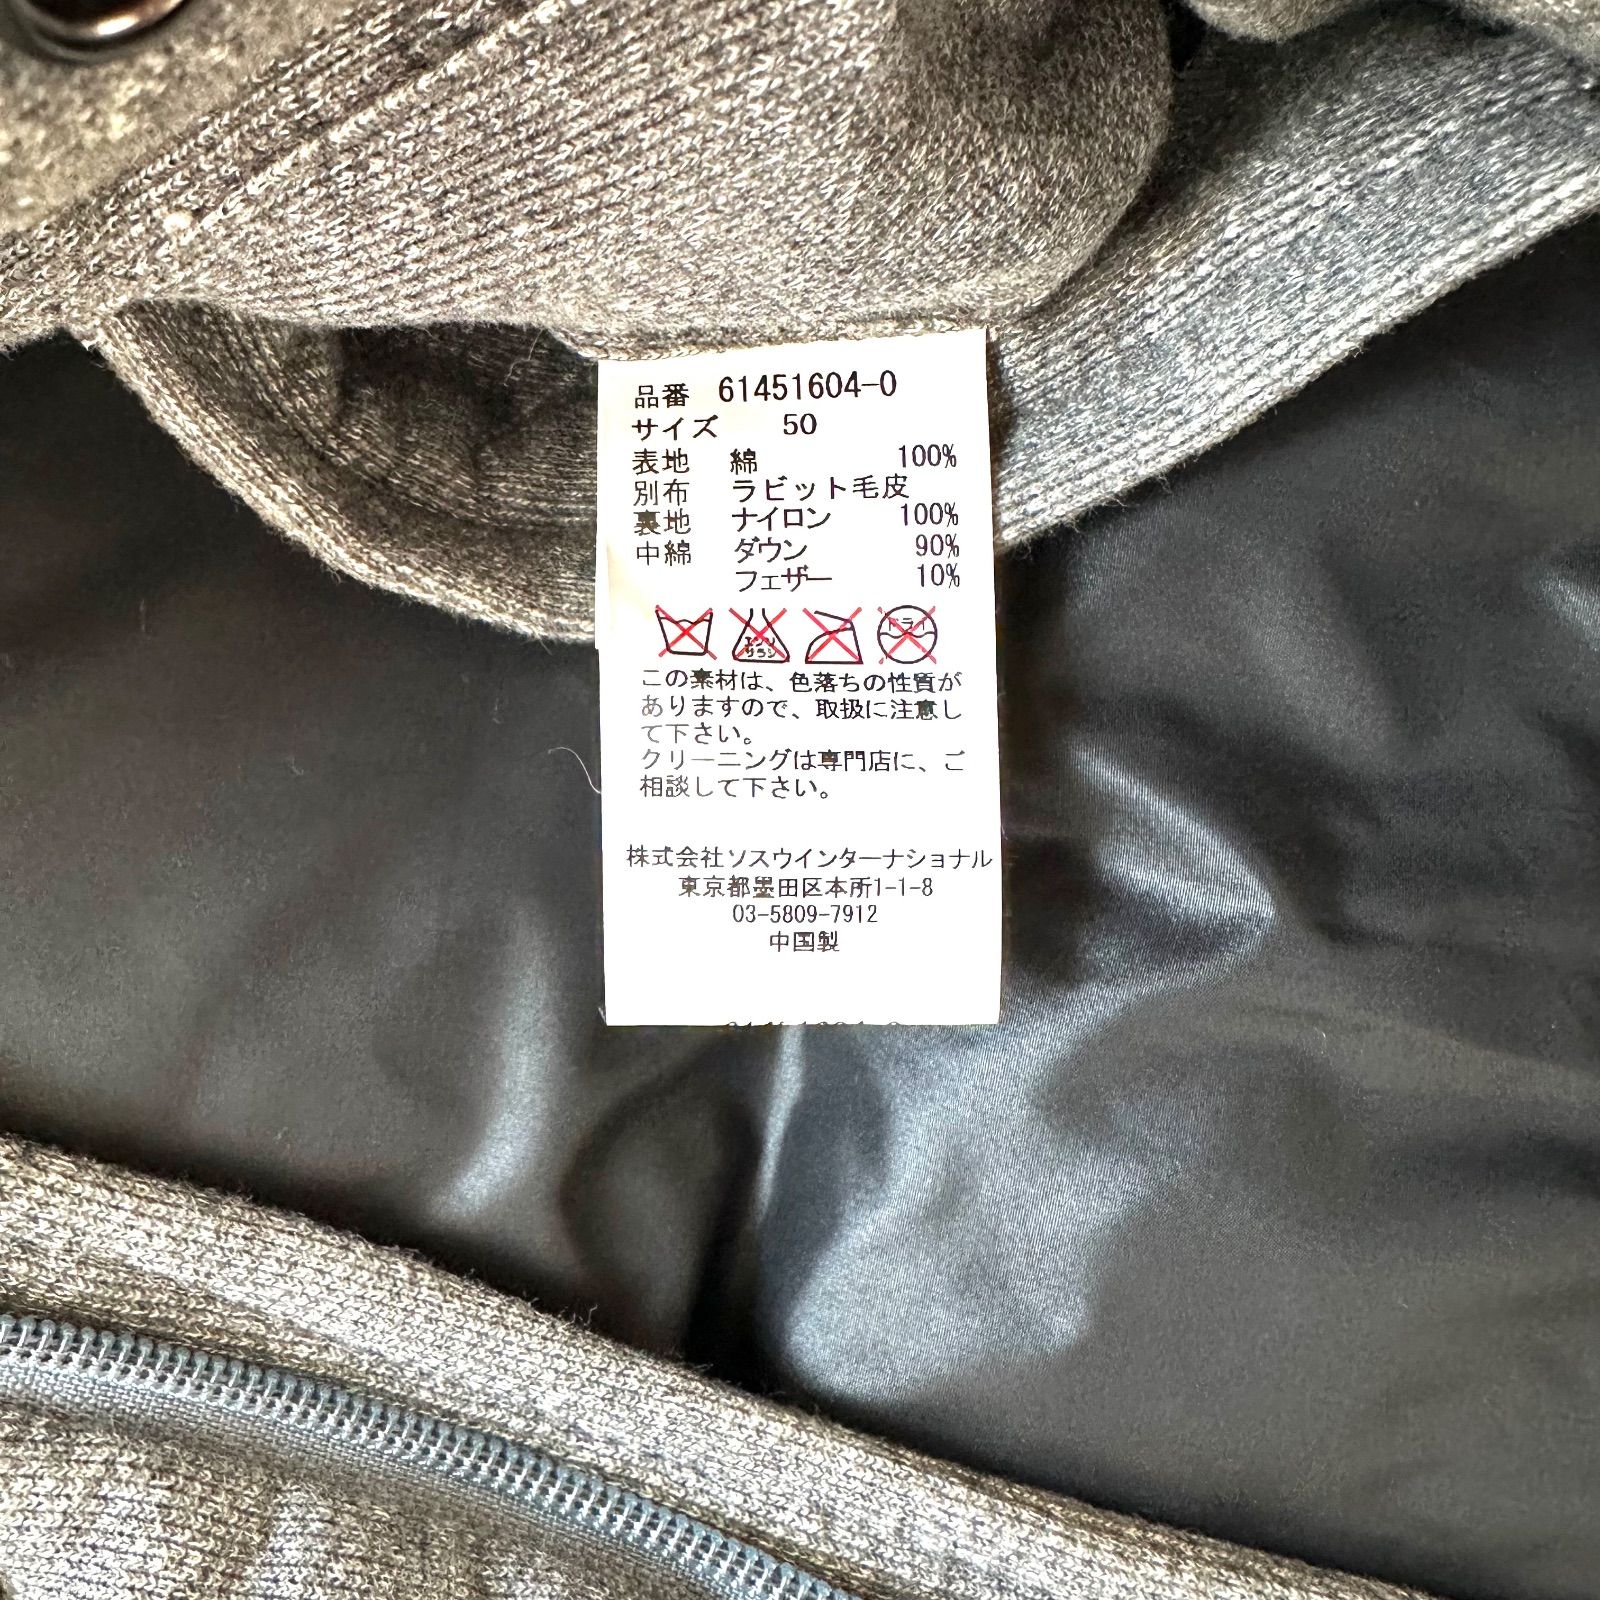 品番 61451604-0
サイズ 50
表地 綿 100%
別布 ラビット毛皮
裏地 ナイロン 100%
中綿 ダウン 90%
フェザー 10%
エンソサラシ ドライ
この素材は、色落ちの性質が
ありますので、取扱に注意し
て下さい。
クリーニングは専門店に、ご
相談して下さい。
株式会社ソスウインターナショナル
東京都墨田区本所1-1-8
03-5809-7912
中国製